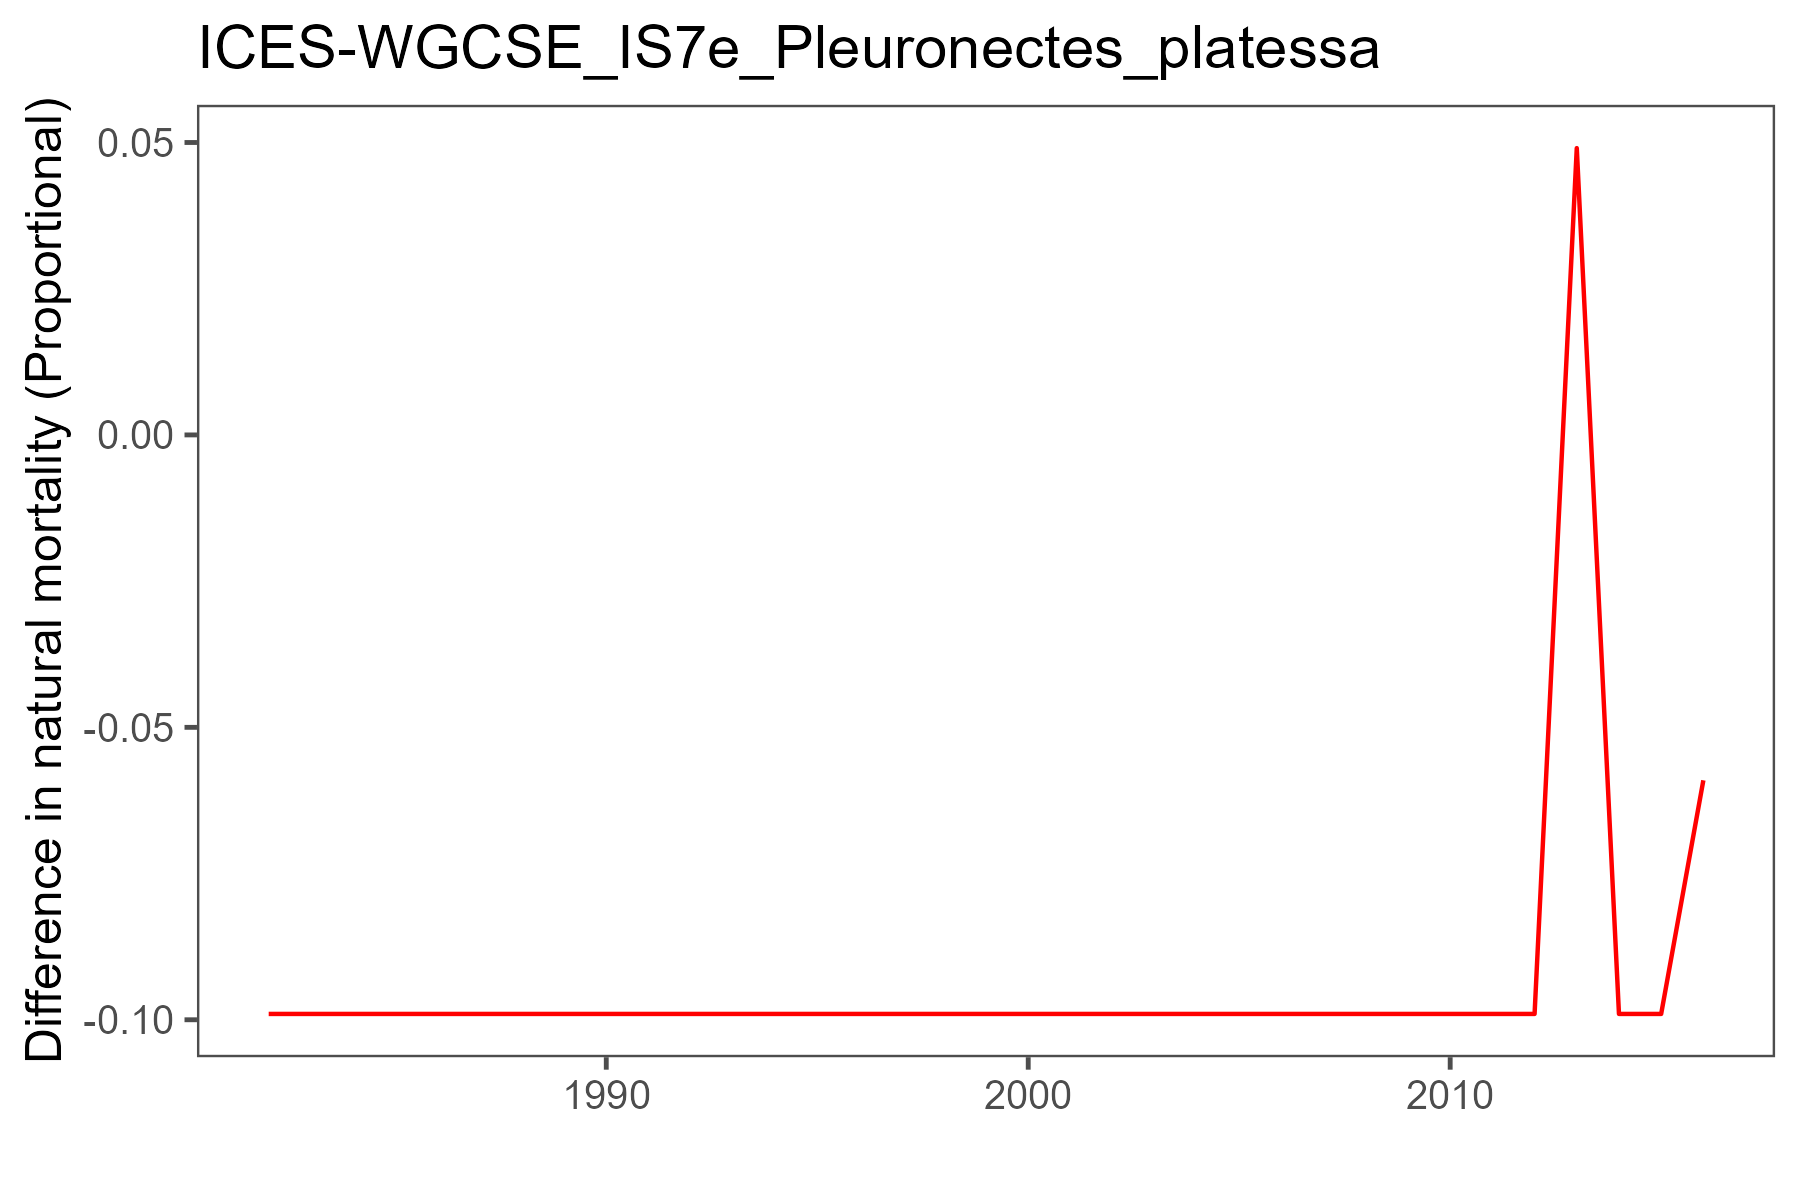 ICES-WGCSE_IS7e_Pleuronectes_platessa
Difference in natural mortality (Proportional)
0.05
0.00
-0.05
-0.10
1990 2000 2010